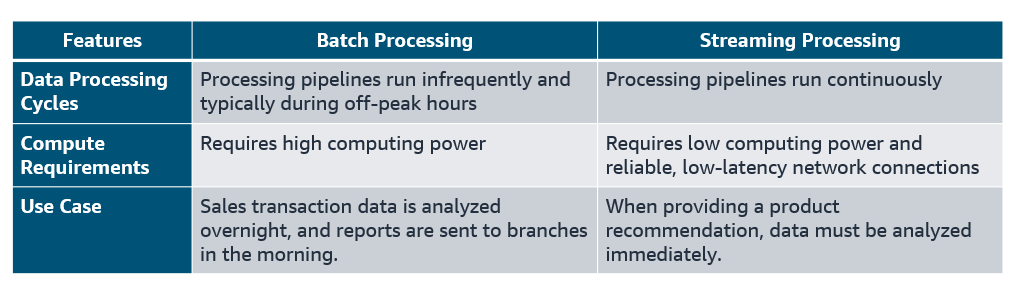 Features
Batch Processing
Streaming Processing
Data Processing
Cycles
Processing pipelines run infrequently and
typically during off-peak hours
Processing pipelines run continuously
Compute
Requirements
Requires high computing power
Requires low computing power and
reliable, low-latency network connections
Use Case
Sales transaction data is analyzed
overnight, and reports are sent to branches
in the morning.
When providing a product
recommendation, data must be analyzed
immediately.